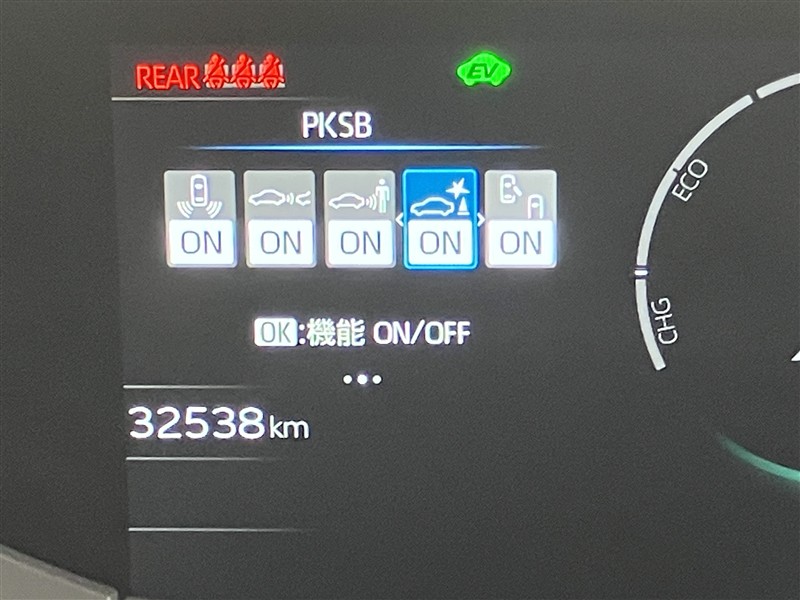 REAR
EV
PKSB
ON ON ON ON ON
OK:機能 ON/OFF
32538km
ECO
CHG